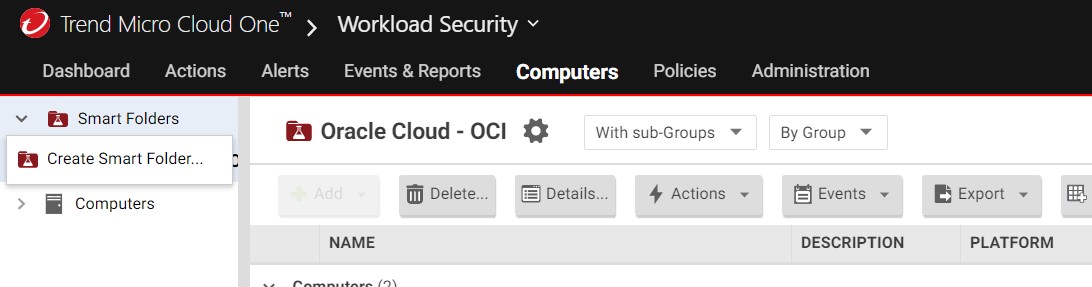 Trend Micro Cloud One™ > Workload Security
Dashboard Actions Alerts Events & Reports Computers Policies Administration
Smart Folders
Create Smart Folder...
Computers
Oracle Cloud - OCI With sub-Groups By Group
Add Delete... Details... Actions Events Export
NAME DESCRIPTION PLATFORM
Computers (2)